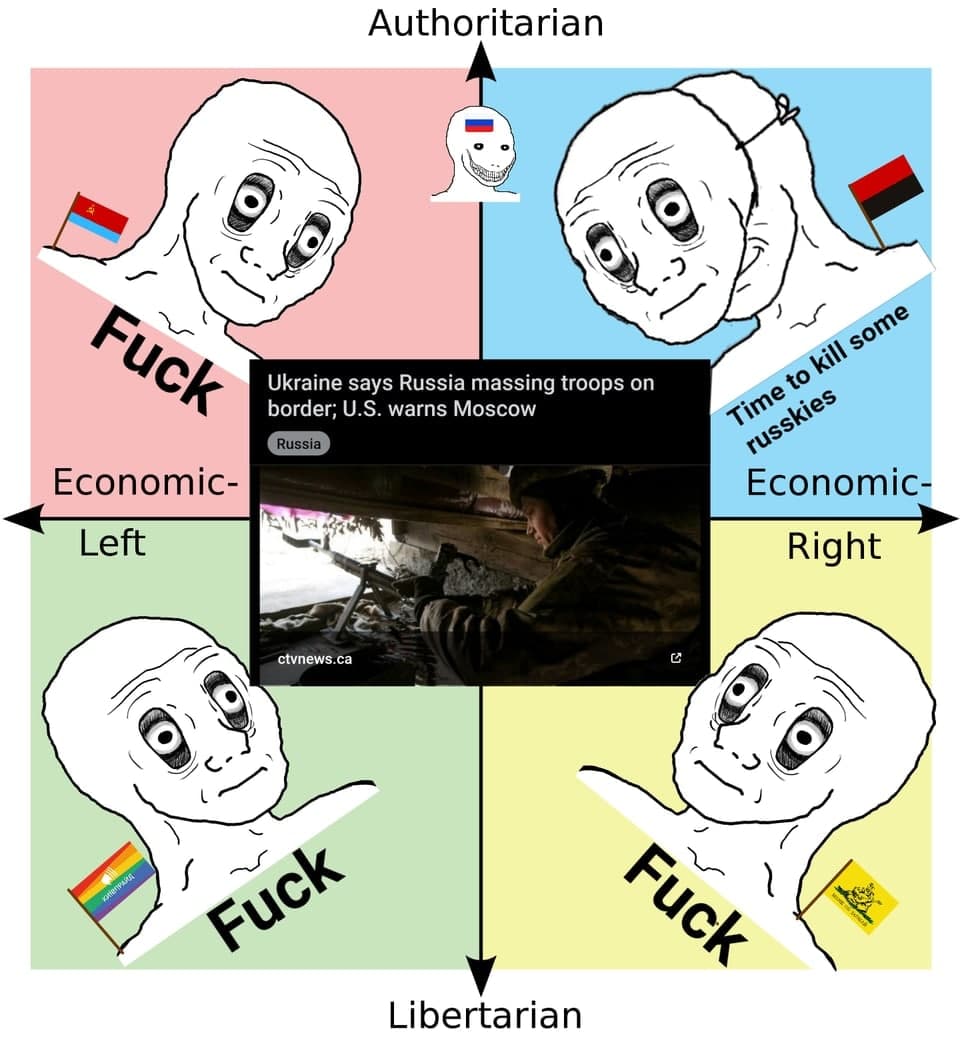 Authoritarian
Fuck
Time to kill some
russkies
Ukraine says Russia massing troops on
border; U.S. warns Moscow
Russia
Economic-
Left
Economic-
Right
ctvnews.ca
Fuck
Fuck
Libertarian